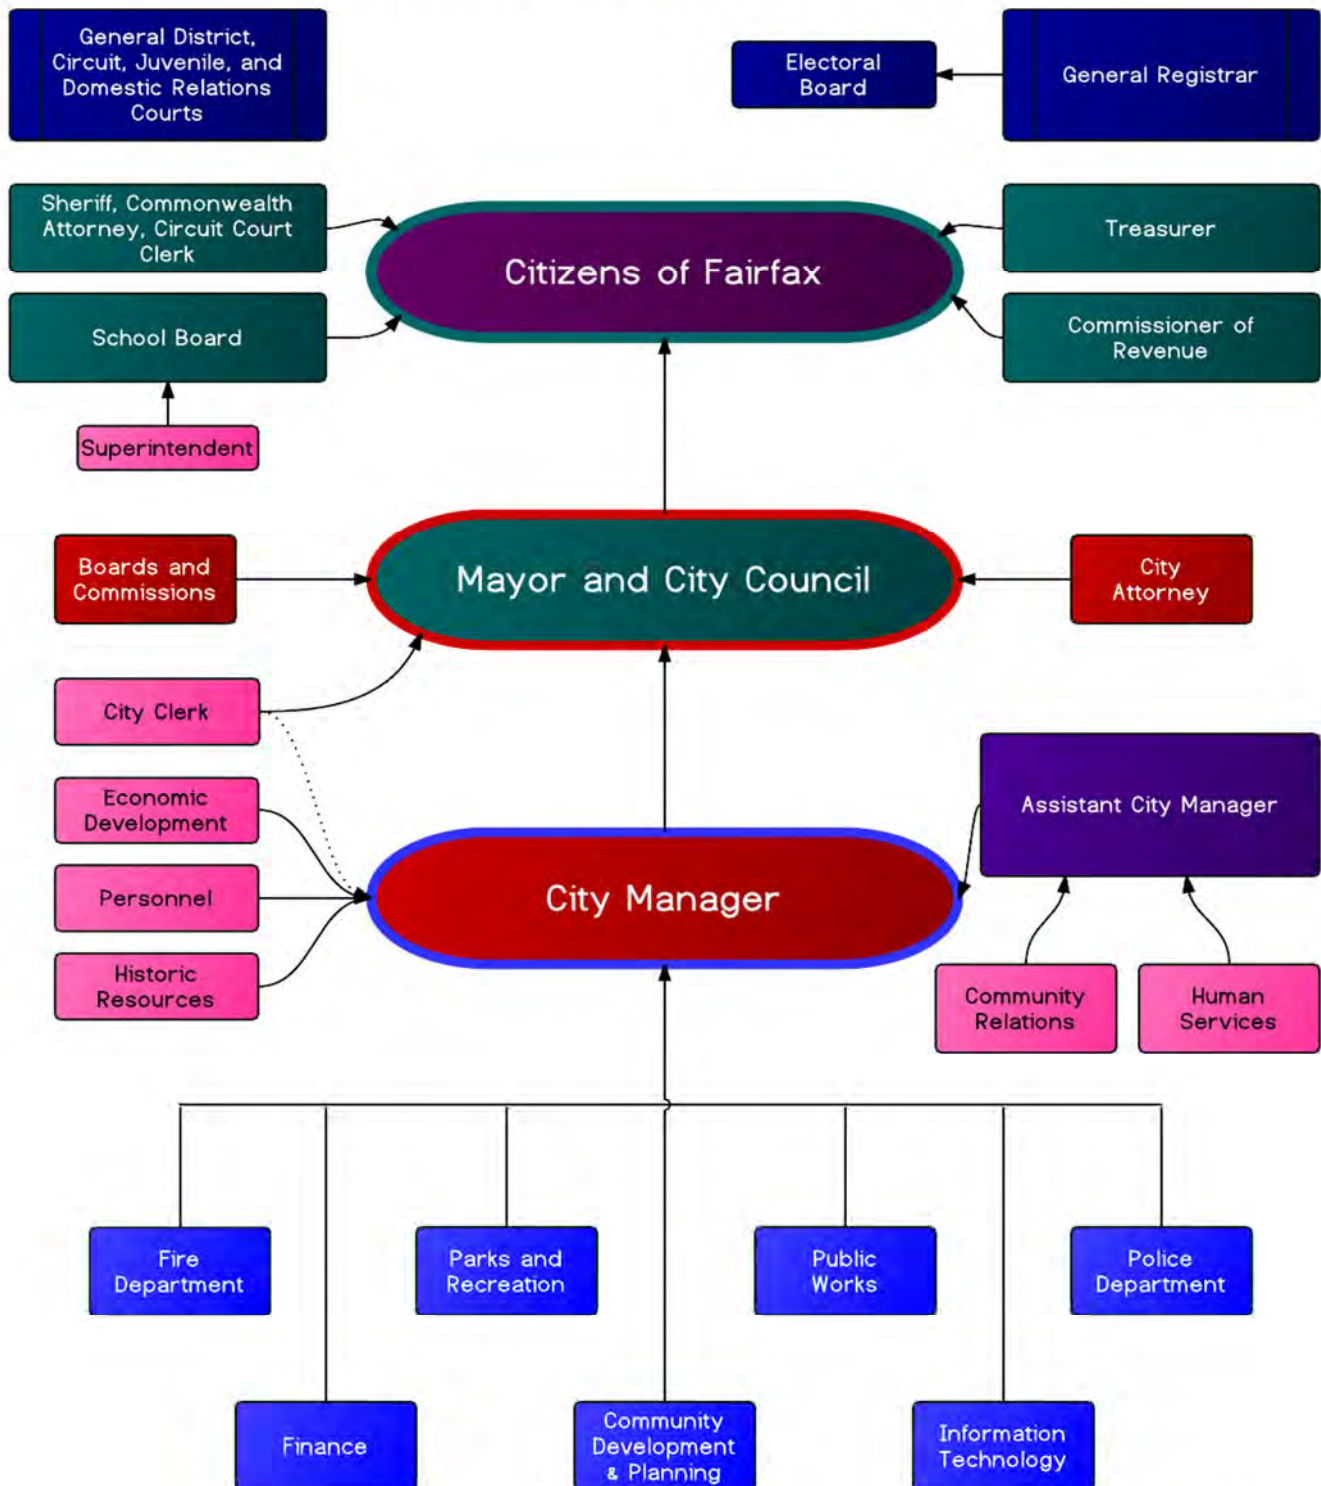 General District,
Circuit, Juvenile, and
Domestic Relations
Courts
Electoral
Board
General Registrar
Sheriff, Commonwealth
Attorney, Circuit Court
Clerk
Citizens of Fairfax
Treasurer
School Board
Commissioner of
Revenue
Superintendent
Boards and
Commissions
Mayor and City Council
City
Attorney
City Clerk
Economic
Development
Assistant City Manager
Personnel
City Manager
Historic
Resources
Community
Relations
Human
Services
Fire
Department
Parks and
Recreation
Public
Works
Police
Department
Finance
Community
Development
& Planning
Information
Technology